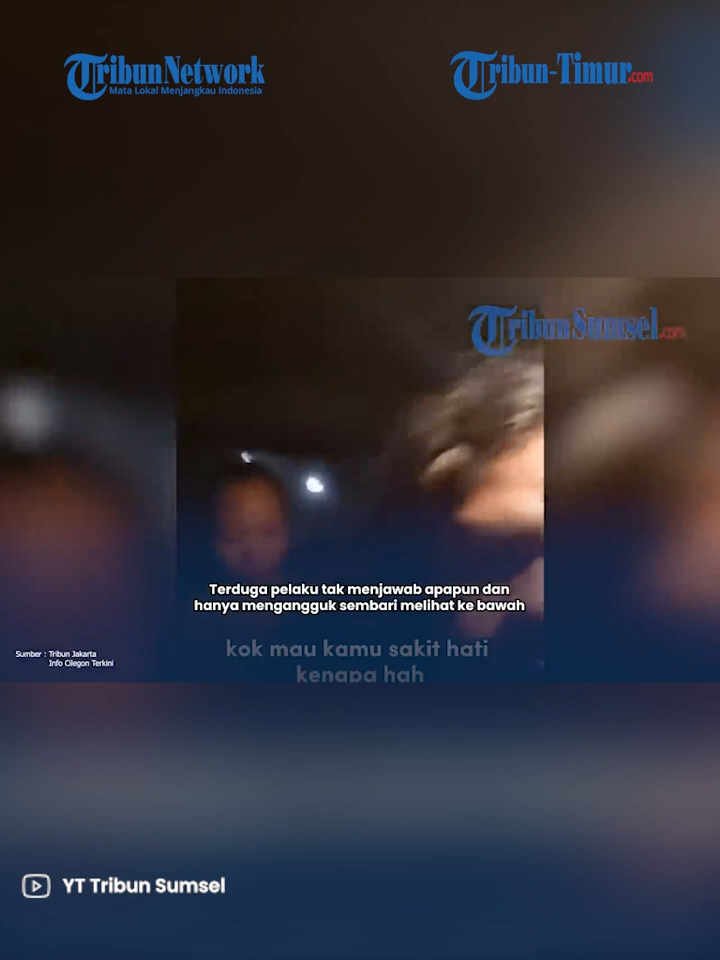 TribunNetwork
Mata Lokal Menjangkau Indonesia
Tribun-Timur.com
TribunSumsel.com
Terduga pelaku tak menjawab apapun dan
hanya mengangguk sembari melihat ke bawah
kok mau kamu sakit hati
kenapa hah
Sumber : Tribun Jakarta
Info Cilegon Terkini
YT Tribun Sumsel